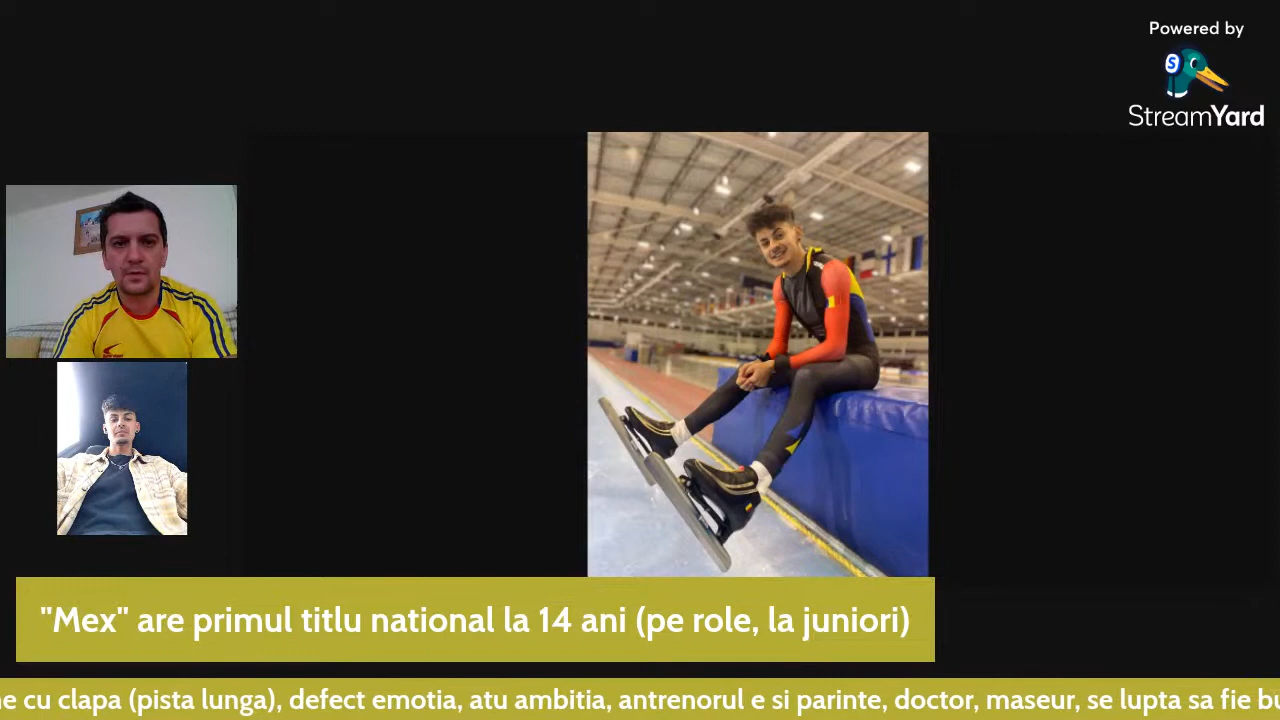 Powered by
S
StreamYard
"Mex" are primul titlu national la 14 ani (pe role, la juniori)
cu clapa (pista lunga), defect emotia, atu ambitia, antrenorul e si parinte, doctor, maseur, se lupta sa fie